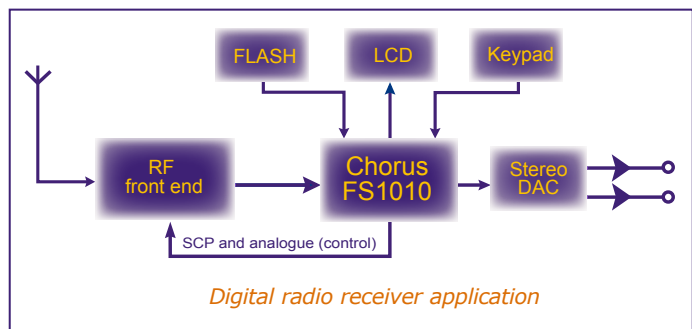 FLASH
LCD
Keypad
RF
front end
Chorus
FS1010
Stereo
DAC
SCP and analogue (control)
Digital radio receiver application